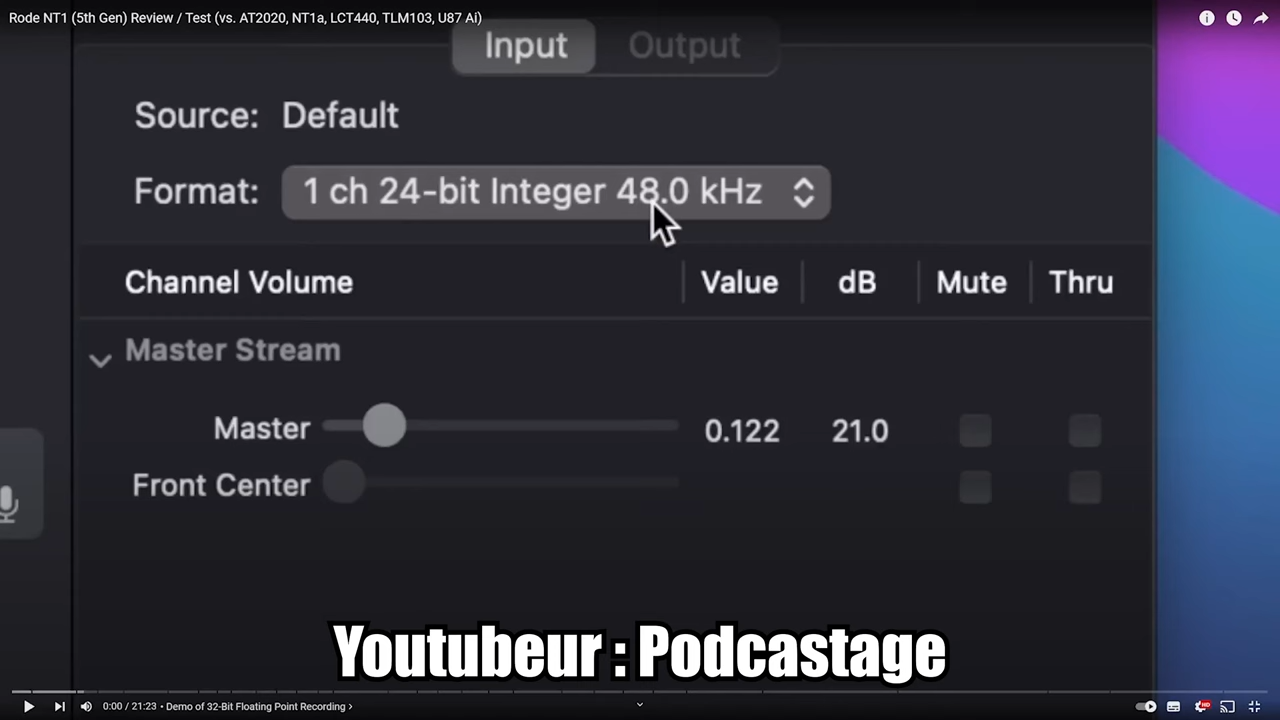 Rode NT1 (5th Gen) Review / Test (vs. AT2020, NT1a, LCT440, TLM103, U87 Ai)
Input Output
Source: Default
Format: 1 ch 24-bit Integer 48.0 kHz
Channel Volume Value dB Mute Thru
Master Stream
Master 0.122 21.0
Front Center
Youtubeur : Podcastage
0:00 / 21:23 • Demo of 32-Bit Floating Point Recording >
HD